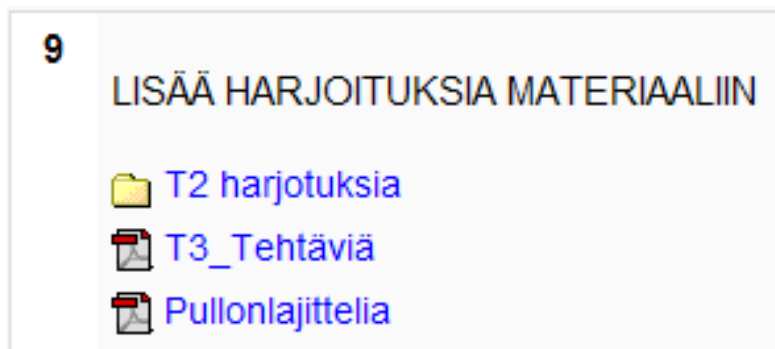 9
LISÄÄ HARJOITUKSIA MATERIAALIIN
T2 harjotuksia
T3_Tehtäviä
Pullonlajittelia